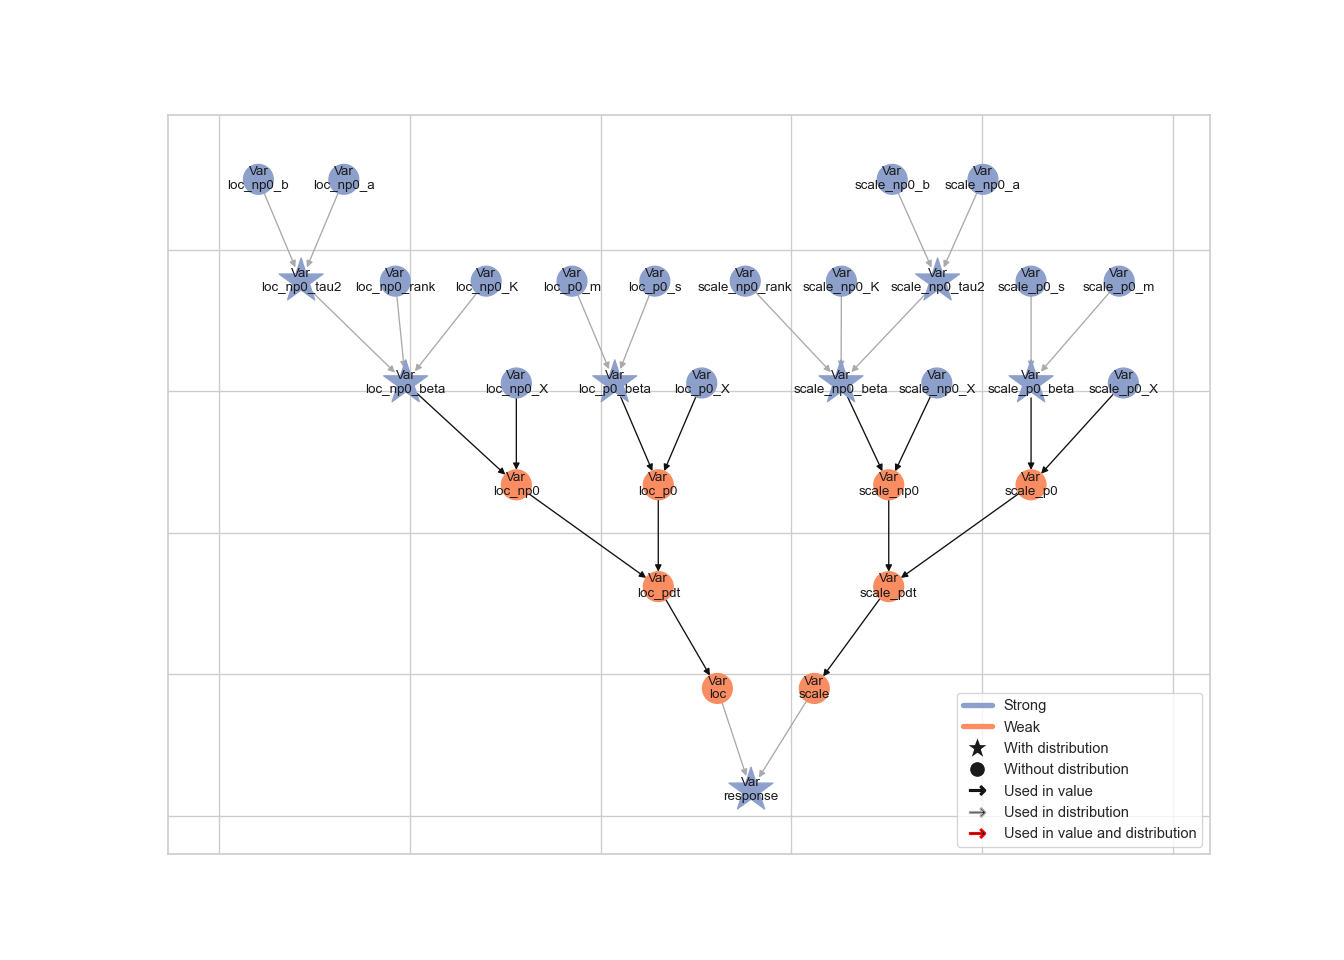 Var
loc_np0_b
Var
loc_np0_a
Var
scale_np0_b
Var
scale_np0_a
Var
loc_np0_tau2
Var
loc_np0_rank
Var
loc_np0_K
Var
loc_p0_m
Var
loc_p0_s
Var
scale_np0_rank
Var
scale_np0_K
Var
scale_np0_tau2
Var
scale_p0_s
Var
scale_p0_m
Var
loc_np0_beta
Var
loc_np0_X
Var
loc_p0_beta
Var
loc_p0_X
Var
scale_np0_beta
Var
scale_np0_X
Var
scale_p0_beta
Var
scale_p0_X
Var
loc_np0
Var
loc_p0
Var
scale_np0
Var
scale_p0
Var
loc_pdt
Var
scale_pdt
Var
loc
Var
scale
Var
response
Strong
Weak
With distribution
Without distribution
Used in value
Used in distribution
Used in value and distribution